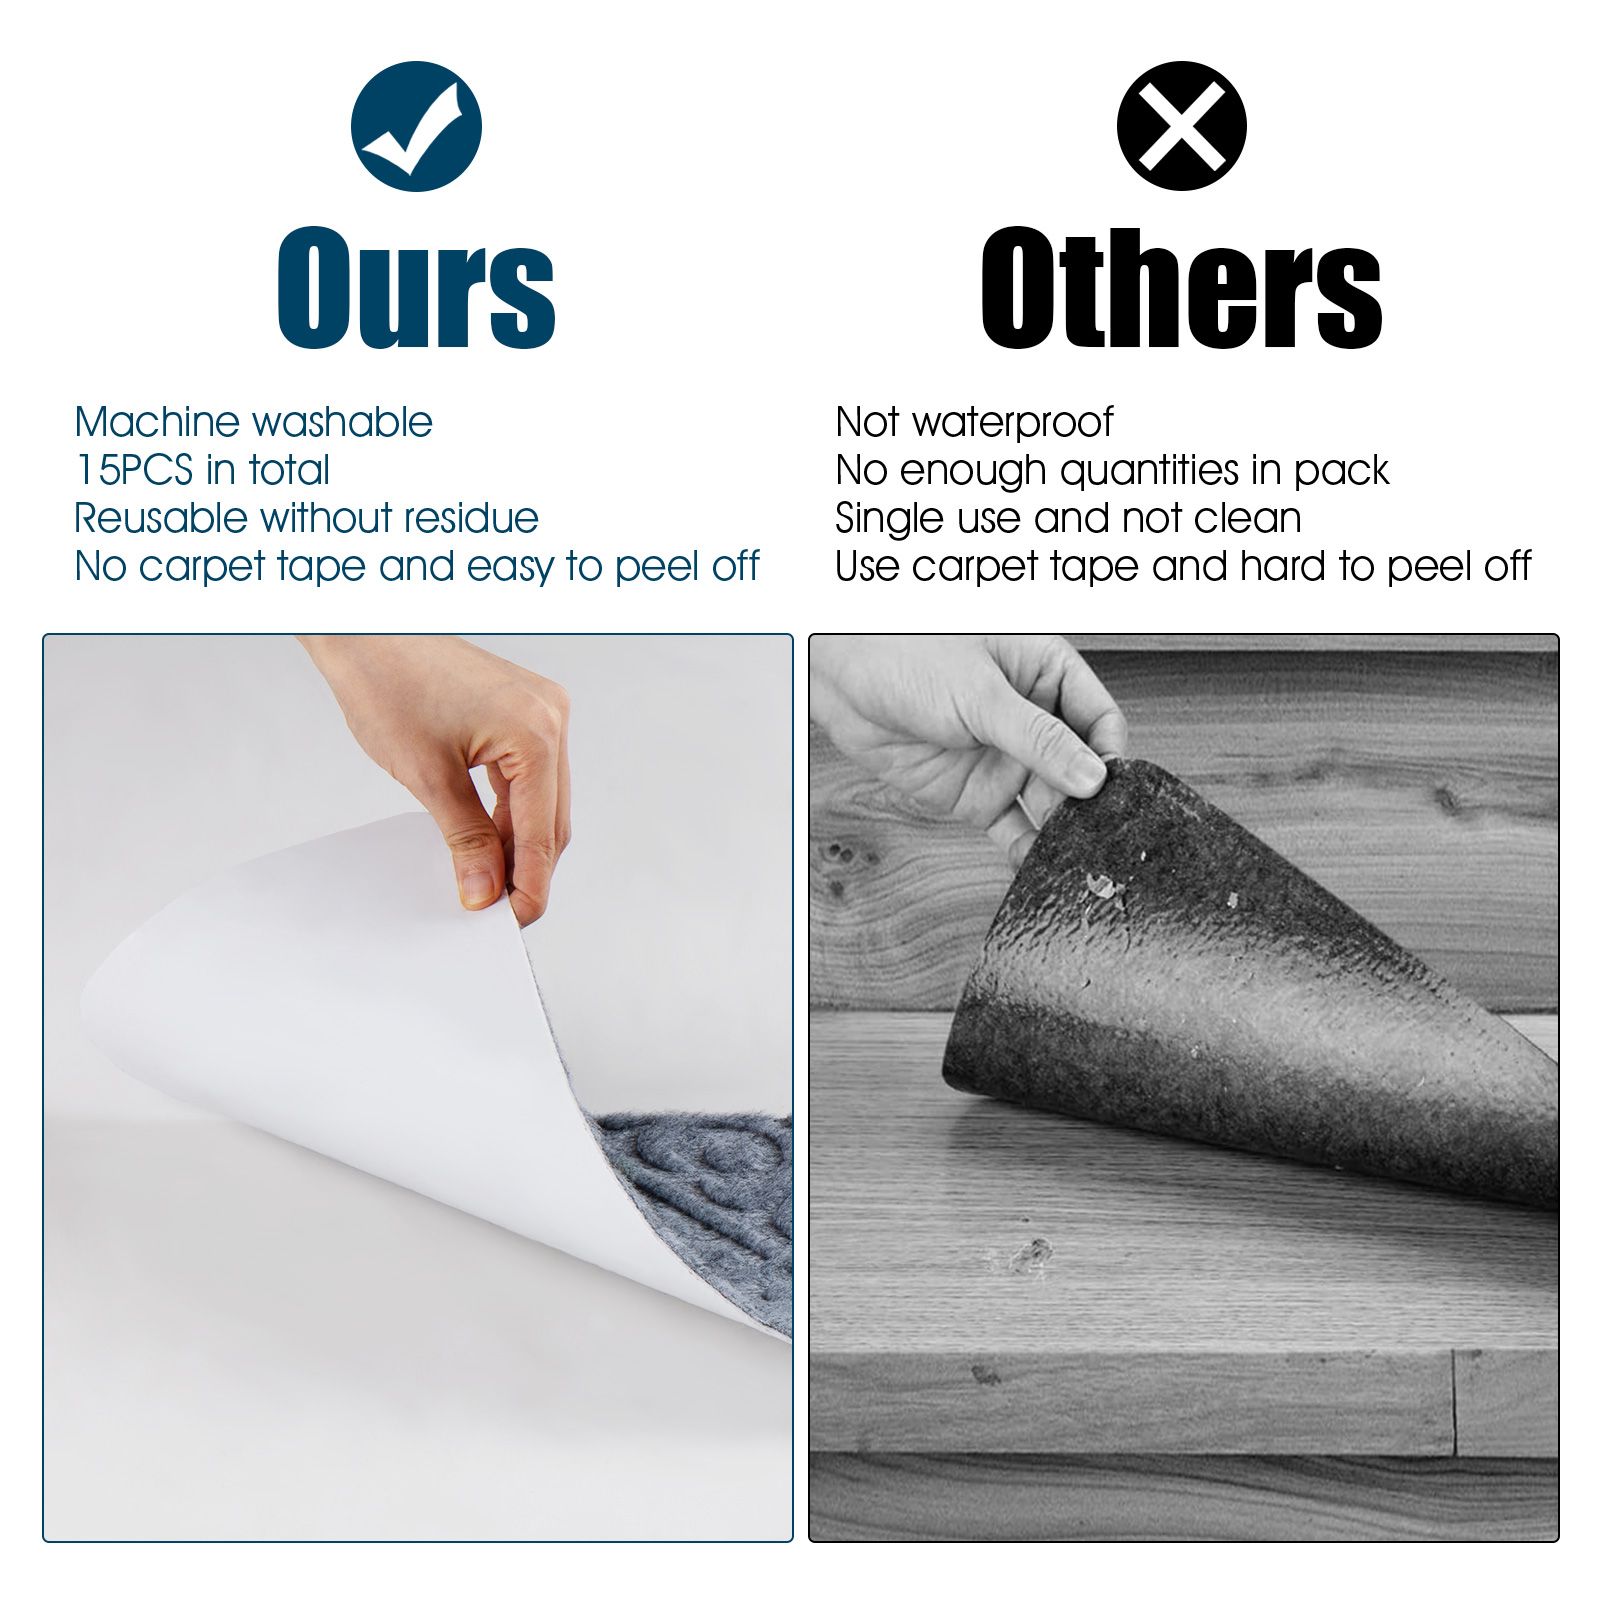 Ours
Others
Machine washable
15PCS in total
Reusable without residue
No carpet tape and easy to peel off
Not waterproof
No enough quantities in pack
Single use and not clean
Use carpet tape and hard to peel off